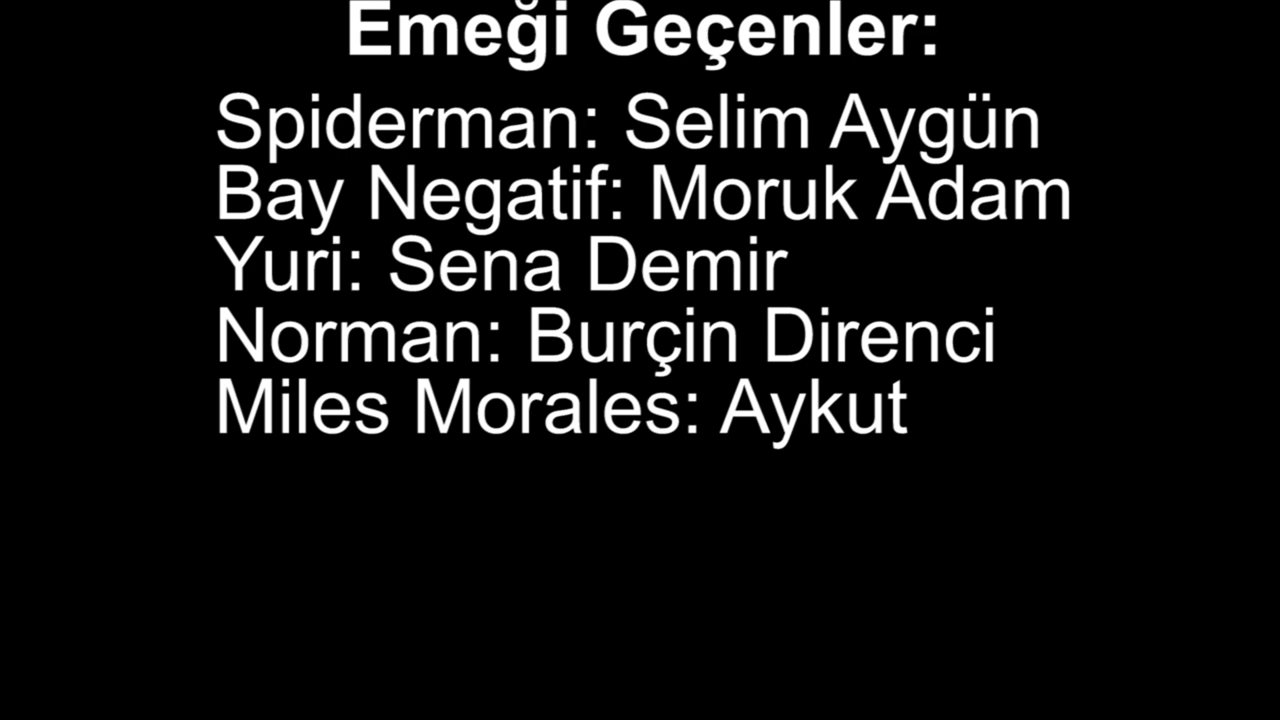 Emeği Geçenler:
Spiderman: Selim Aygün
Bay Negatif: Moruk Adam
Yuri: Sena Demir
Norman: Burçin Direnci
Miles Morales: Aykut